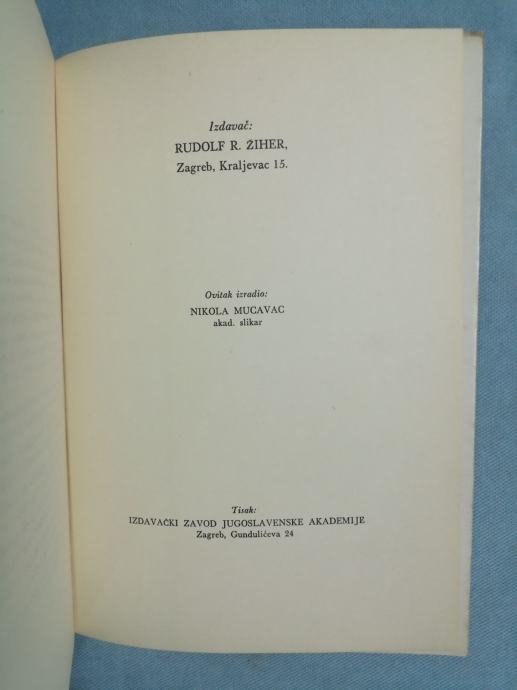 Izdavač:
RUDOLF R. ŽIHER,
Zagreb, Kraljevac 15.
Ovitak izradio:
NIKOLA MUCAVAC
akad. slikar
Tisak:
IZDAVAČKI ZAVOD JUGOSLAVENSKE AKADEMIJE
Zagreb, Gundulićeva 24